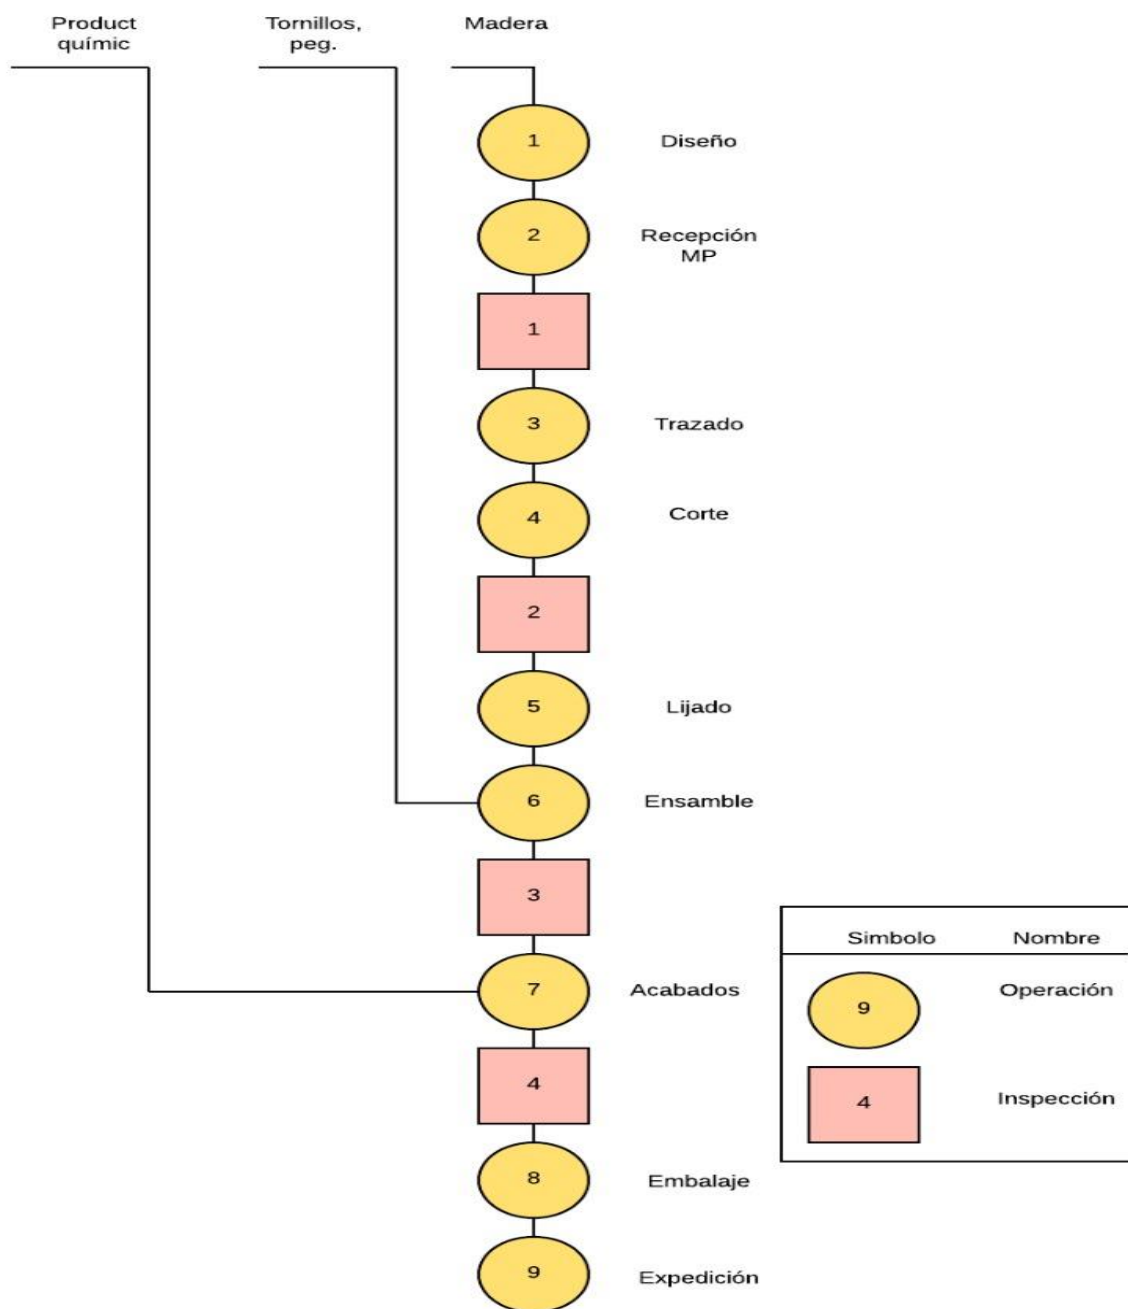 Product
químic
Tornillos,
peg.
Madera
1
Diseño
2
Recepción
MP
1
3
Trazado
4
Corte
2
5
Lijado
6
Ensamble
3
7
Acabados
4
8
Embalaje
9
Expedición
Simbolo Nombre
9 Operación
4 Inspección